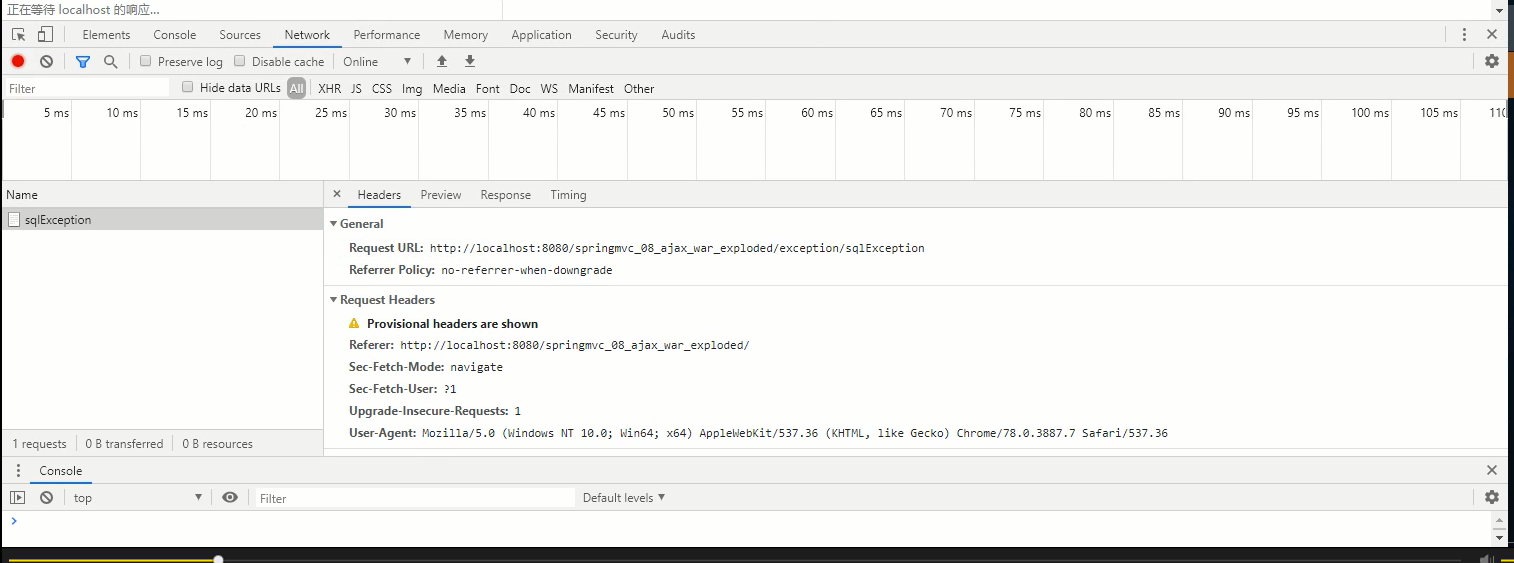 正在等待 localhost 的响应...
Elements Console Sources Network Performance Memory Application Security Audits
Preserve log Disable cache Online
Filter Hide data URLs All XHR JS CSS Img Media Font Doc WS Manifest Other
5 ms 10 ms 15 ms 20 ms 25 ms 30 ms 35 ms 40 ms 45 ms 50 ms 55 ms 60 ms 65 ms 70 ms 75 ms 80 ms 85 ms 90 ms 95 ms 100 ms 105 ms 110
Name × Headers Preview Response Timing
sqlException
General
Request URL: http://localhost:8080/springmvc_08_ajax_war_exploded/exception/sqlException
Referrer Policy: no-referrer-when-downgrade
Request Headers
Provisional headers are shown
Referer: http://localhost:8080/springmvc_08_ajax_war_exploded/
Sec-Fetch-Mode: navigate
Sec-Fetch-User: ?1
Upgrade-Insecure-Requests: 1
User-Agent: Mozilla/5.0 (Windows NT 10.0; Win64; x64) AppleWebKit/537.36 (KHTML, like Gecko) Chrome/78.0.3887.7 Safari/537.36
1 requests 0 B transferred 0 B resources
Console
top Filter Default levels